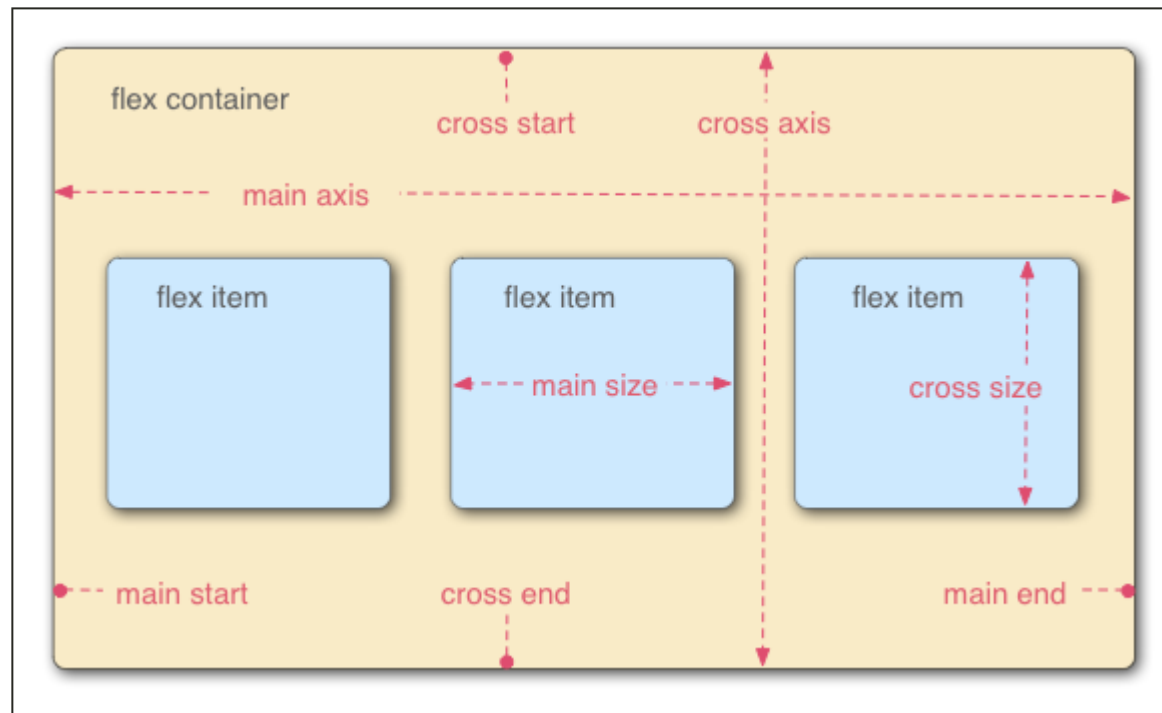 flex container
cross start
cross axis
main axis
flex item
flex item
flex item
main size
cross size
main start
cross end
main end